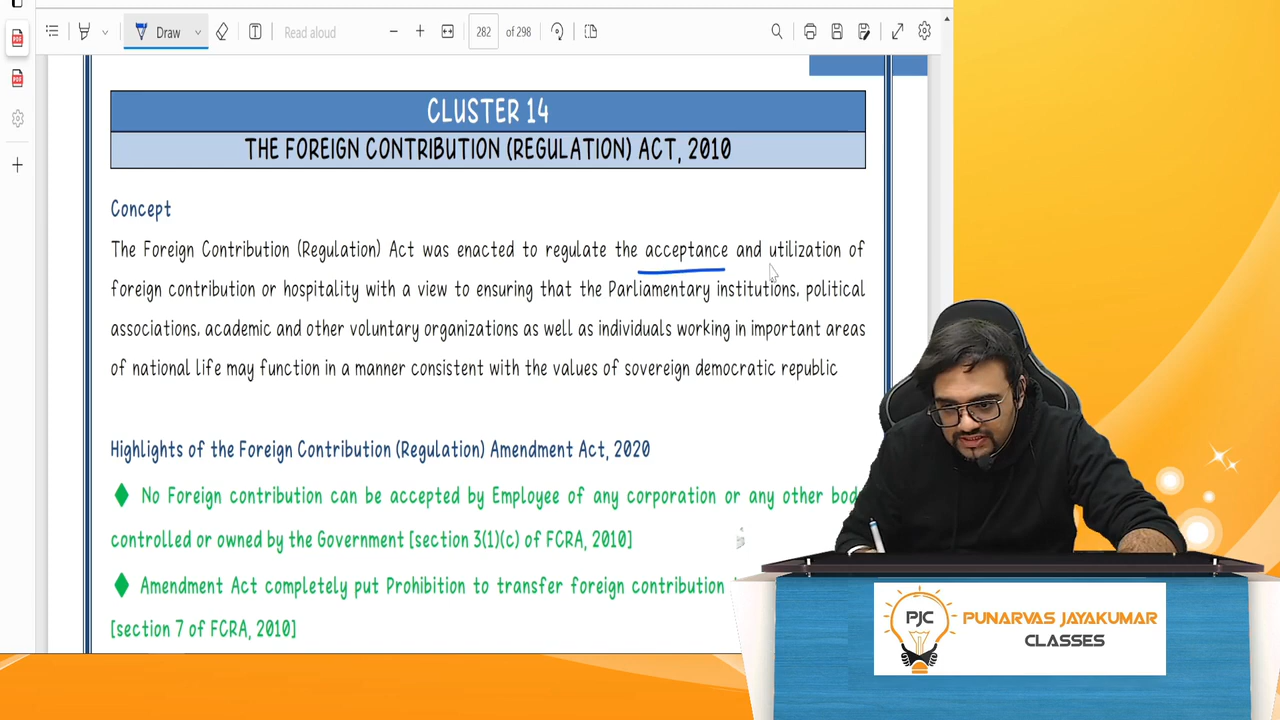 Draw
Read aloud
282 of 298
CLUSTER 14
THE FOREIGN CONTRIBUTION (REGULATION) ACT, 2010
Concept
The Foreign Contribution (Regulation) Act was enacted to regulate the acceptance and utilization of
foreign contribution or hospitality with a view to ensuring that the Parliamentary institutions, political
associations, academic and other voluntary organizations as well as individuals working in important areas
of national life may function in a manner consistent with the values of sovereign democratic republic
Highlights of the Foreign Contribution (Regulation) Amendment Act, 2020
No Foreign contribution can be accepted by Employee of any corporation or any other
controlled or owned by the Government [section 3(1)(c) of FCRA, 2010]
Amendment Act completely put Prohibition to transfer foreign contribution
[section 7 of FCRA, 2010]
PJC
PUNARVAS JAYAKUMAR
CLASSES